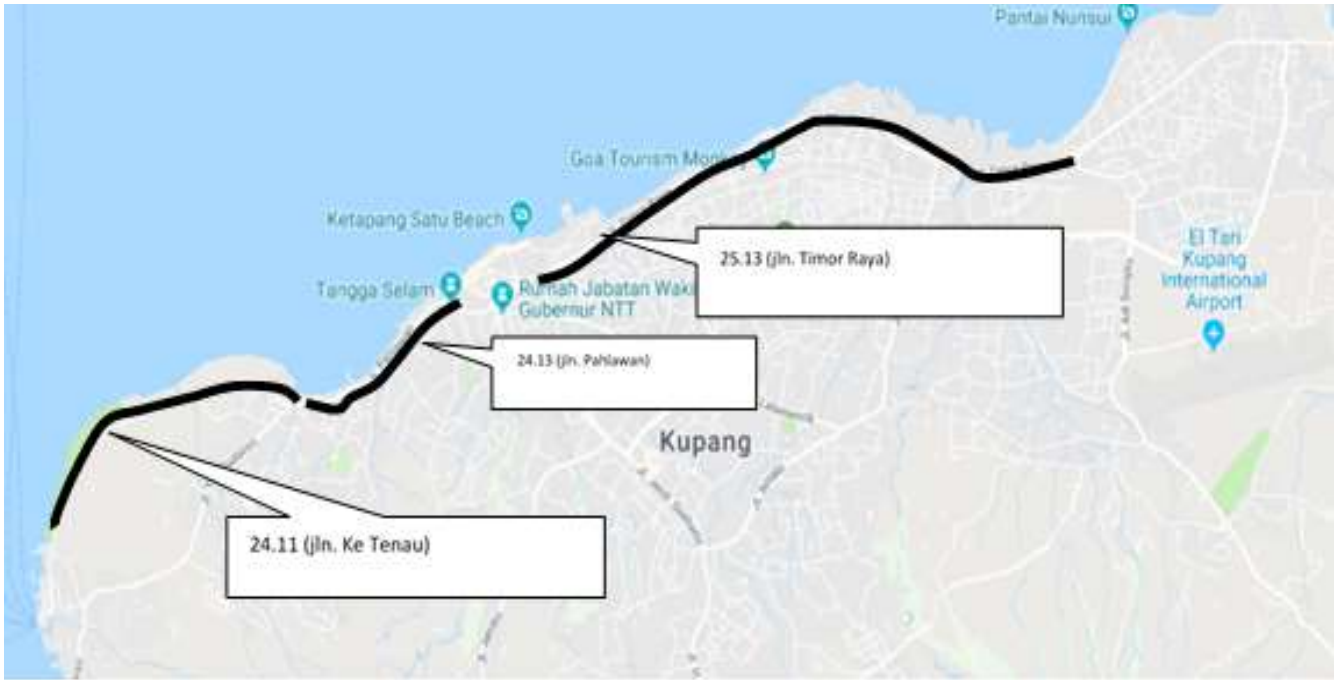 Pantai Nunsui
Goa Tourism Monkey
Ketapang Satu Beach
25.13 (jln. Timor Raya)
El Tari
Kupang
International
Airport
Tangga Selam
Rumah Jabatan Waki
Gubernur NTT
24.13 (jln. Pahlawan)
Kupang
24.11 (jln. Ke Tenau)